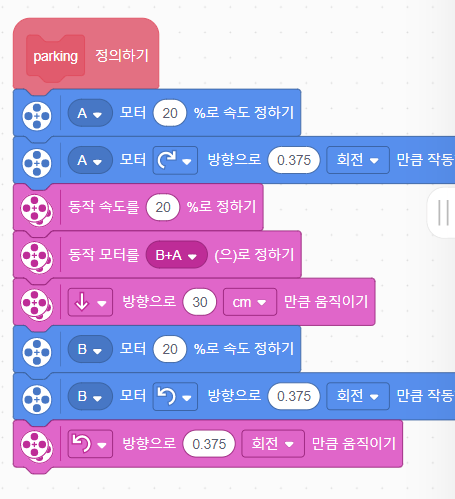 parking 정의하기
A 모터 20 %로 속도 정하기
A 모터 방향으로 0.375 회전 만큼 작동
동작 속도를 20 %로 정하기
동작 모터를 B+A (으)로 정하기
방향으로 30 cm 만큼 움직이기
B 모터 20 %로 속도 정하기
B 모터 방향으로 0.375 회전 만큼 작동
방향으로 0.375 회전 만큼 움직이기